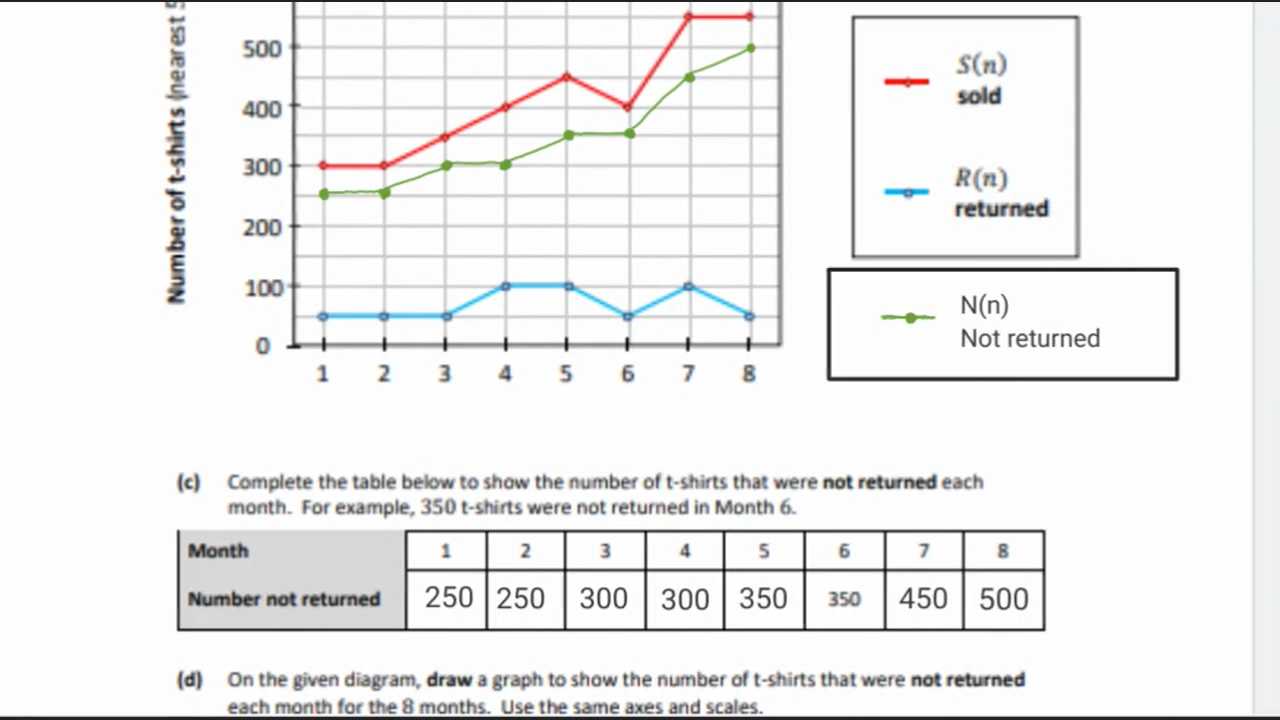 Number of t-shirts (nearest
500
400
300
200
100
0
1 2 3 4 5 6 7 8
S(n)
sold
R(n)
returned
N(n)
Not returned
(c) Complete the table below to show the number of t-shirts that were not returned each
month. For example, 350 t-shirts were not returned in Month 6.
Month 1 2 3 4 5 6 7 8
Number not returned 250 250 300 300 350 350 450 500
(d) On the given diagram, draw a graph to show the number of t-shirts that were not returned
each month for the 8 months. Use the same axes and scales.